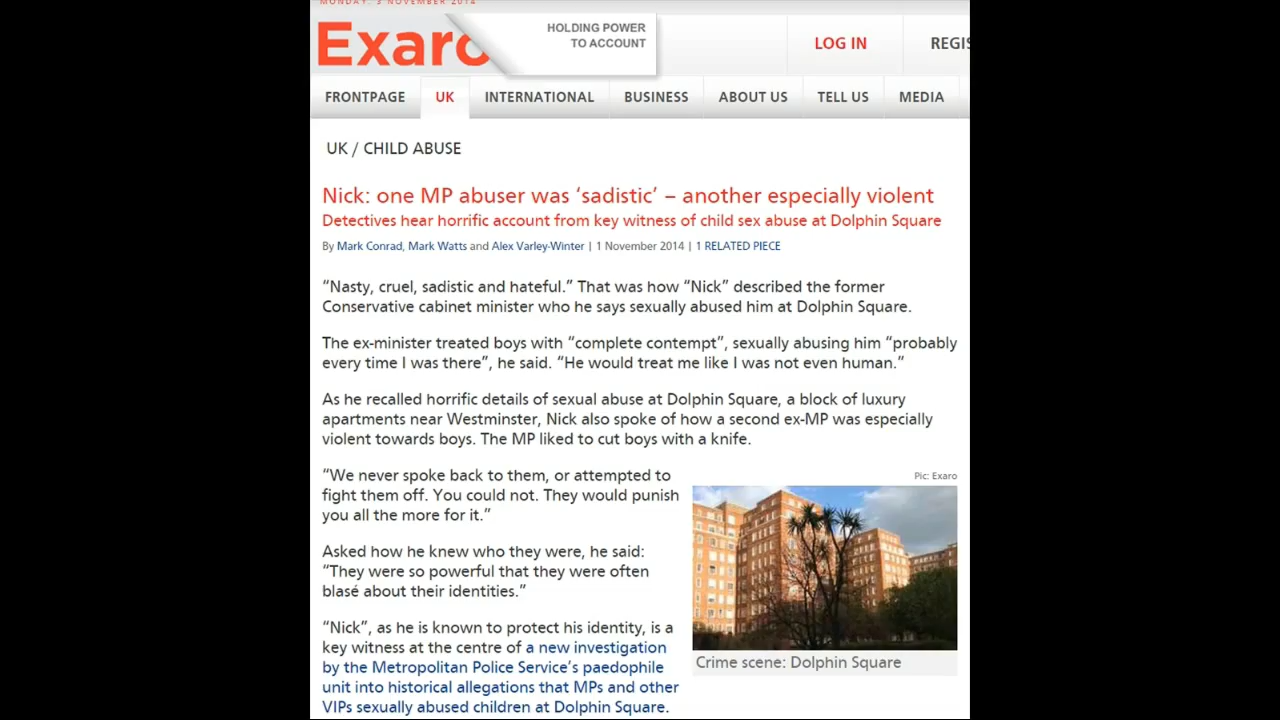 MONDAY, 3 NOVEMBER 2014
Exaro
HOLDING POWER
TO ACCOUNT
LOG IN
REGIS
FRONTPAGE UK INTERNATIONAL BUSINESS ABOUT US TELL US MEDIA
UK / CHILD ABUSE
Nick: one MP abuser was ‘sadistic’ – another especially violent
Detectives hear horrific account from key witness of child sex abuse at Dolphin Square
By Mark Conrad, Mark Watts and Alex Varley-Winter | 1 November 2014 | 1 RELATED PIECE
“Nasty, cruel, sadistic and hateful.” That was how “Nick” described the former
Conservative cabinet minister who he says sexually abused him at Dolphin Square.
The ex-minister treated boys with “complete contempt”, sexually abusing him “probably
every time I was there”, he said. “He would treat me like I was not even human.”
As he recalled horrific details of sexual abuse at Dolphin Square, a block of luxury
apartments near Westminster, Nick also spoke of how a second ex-MP was especially
violent towards boys. The MP liked to cut boys with a knife.
“We never spoke back to them, or attempted to
fight them off. You could not. They would punish
you all the more for it.”
Asked how he knew who they were, he said:
“They were so powerful that they were often
blasé about their identities.”
“Nick”, as he is known to protect his identity, is a
key witness at the centre of a new investigation
by the Metropolitan Police Service’s paedophile
unit into historical allegations that MPs and other
VIPs sexually abused children at Dolphin Square.
Pic: Exaro
Crime scene: Dolphin Square